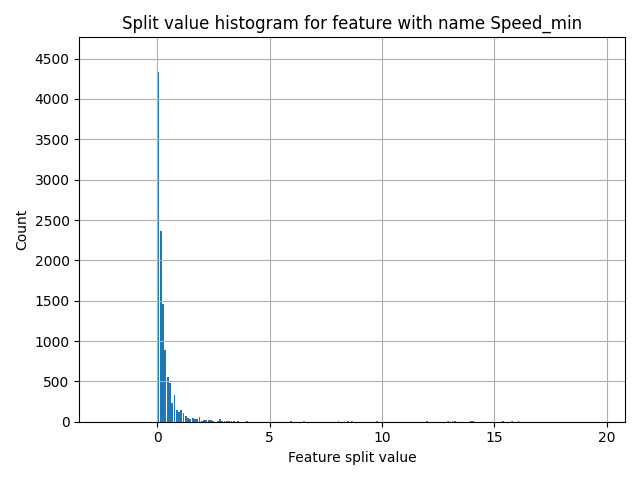 Split value histogram for feature with name Speed_min
Count
4500
4000
3500
3000
2500
2000
1500
1000
500
0
0 5 10 15 20
Feature split value